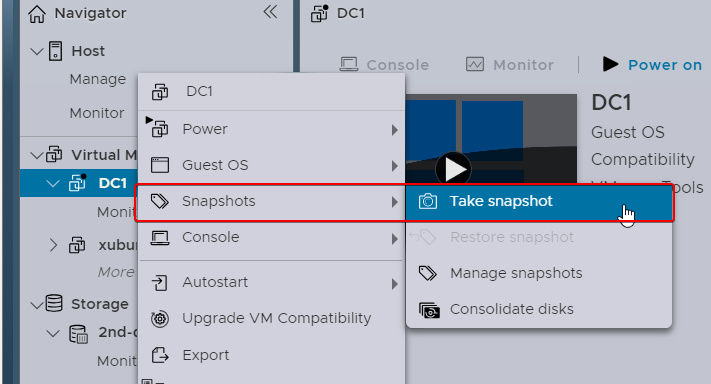 Navigator
DC1
Host
Console
Monitor
Power on
Manage
DC1
DC1
Monitor
Guest OS
Power
Compatibility
Virtual M
Guest OS
Tools
DC1
Snapshots
Take snapshot
Monit
Console
Restore snapshot
xubu
More
Autostart
Manage snapshots
Storage
Upgrade VM Compatibility
Consolidate disks
2nd-
Monit
Export